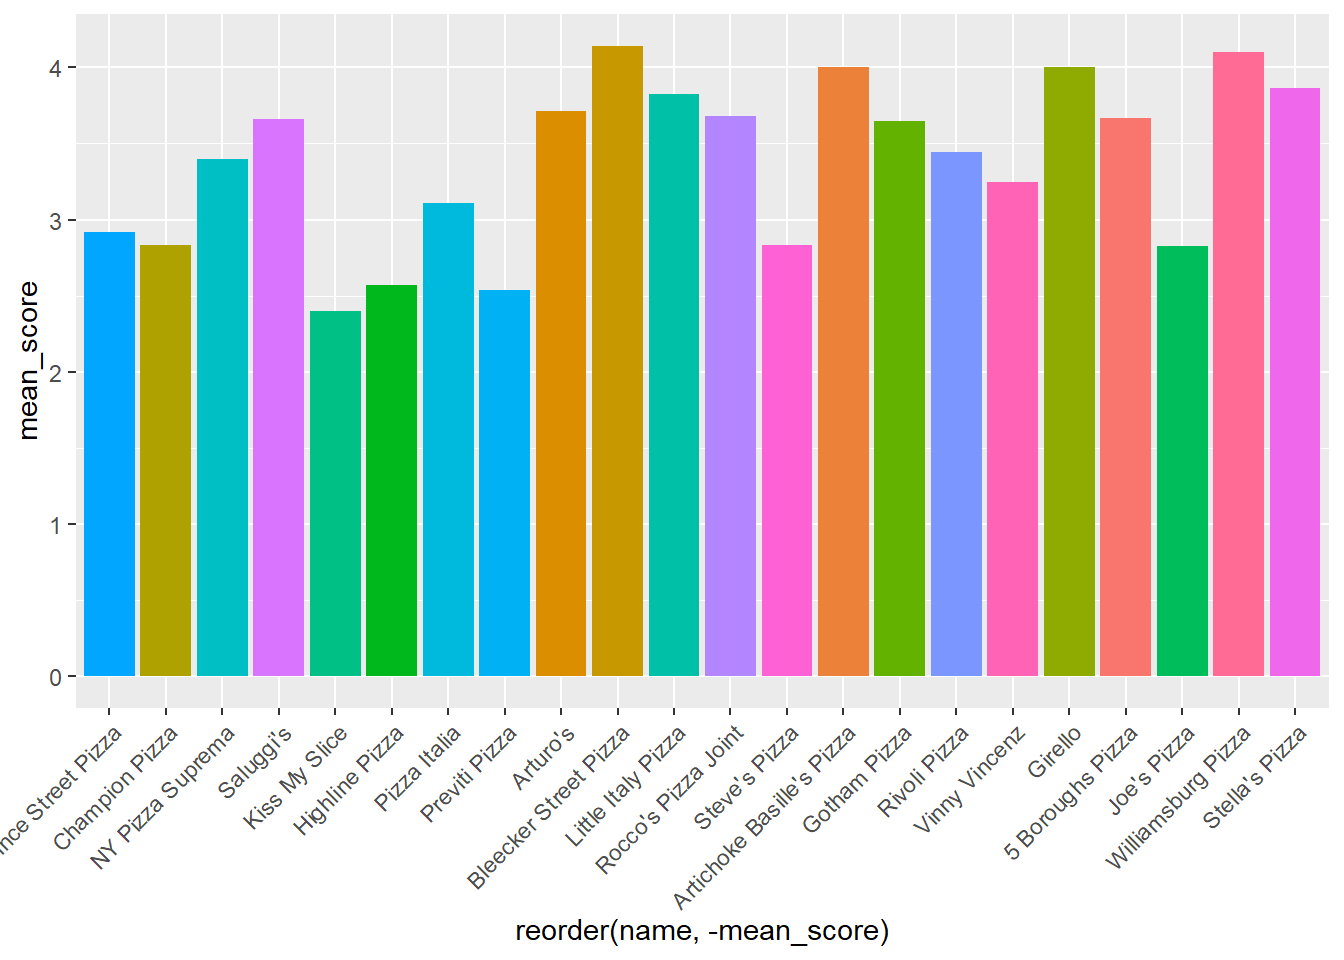 mean_score
4
3
2
1
0
Street Pizza
Champion Pizza
NY Pizza Suprema
Saluggi's
Kiss My Slice
Highline Pizza
Pizza Italia
Previti Pizza
Arturo's
Bleecker Street Pizza
Little Italy Pizza
Rocco's Pizza Joint
Steve's Pizza
Artichoke Basille's Pizza
Gotham Pizza
Rivoli Pizza
Vinny Vincenz
Girello
5 Boroughs Pizza
Joe's Pizza
Williamsburg Pizza
Stella's Pizza
reorder(name, -mean_score)